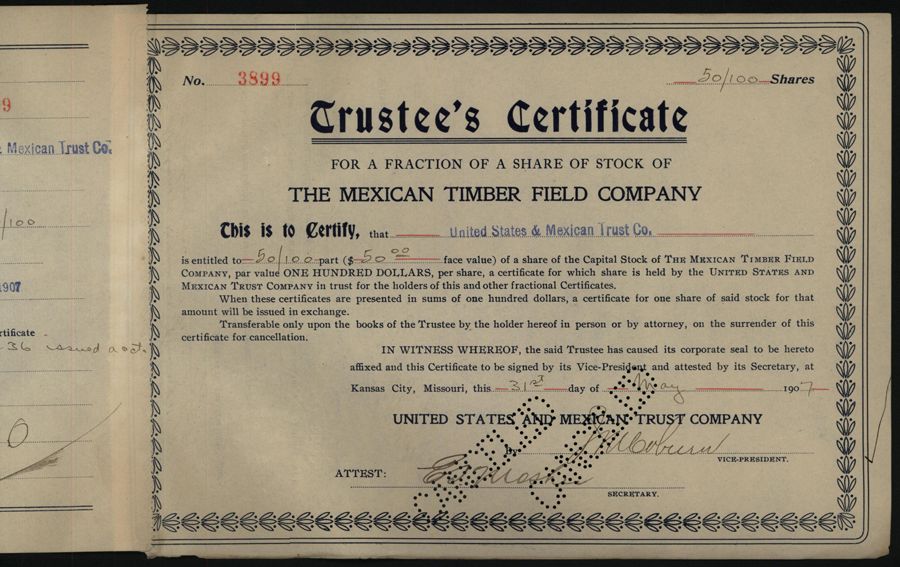 9
& Mexican Trust Co.
/100
1907
rtificate
36 issued
0
No. 3899
50/100 Shares
Trustee's Certificate
FOR A FRACTION OF A SHARE OF STOCK OF
THE MEXICAN TIMBER FIELD COMPANY
This is to Certify, that United States & Mexican Trust Co.
is entitled to 50/100 part ($ 50 00 face value) of a share of the Capital Stock of THE MEXICAN TIMBER FIELD
COMPANY, par value ONE HUNDRED DOLLARS, per share, a certificate for which share is held by the UNITED STATES AND
MEXICAN TRUST COMPANY in trust for the holders of this and other fractional Certificates.
When these certificates are presented in sums of one hundred dollars, a certificate for one share of said stock for that
amount will be issued in exchange.
Transferable only upon the books of the Trustee by the holder hereof in person or by attorney, on the surrender of this
certificate for cancellation.
IN WITNESS WHEREOF, the said Trustee has caused its corporate seal to be hereto
affixed and this Certificate to be signed by its Vice-President and attested by its Secretary, at
Kansas City, Missouri, this 31st day of May 1907
UNITED STATES AND MEXICAN TRUST COMPANY
By
Coburn
VICE-PRESIDENT.
ATTEST:
SECRETARY.
CANCELLED